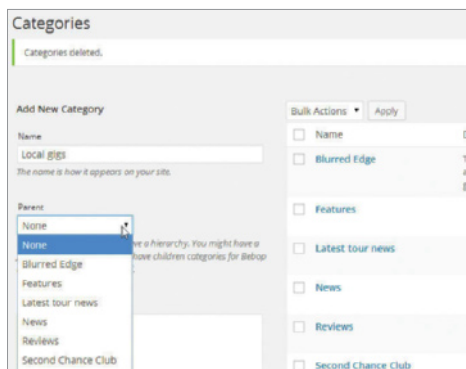 Categories
Categories deleted.
Add New Category
Name
Local gigs
The name is how it appears on your site.
Parent
None
None
Blurred Edge
Features
Latest tour news
News
Reviews
Second Chance Club
ve a hierarchy. You might have a
have children categories for Bebop
Bulk Actions
Apply
Name
Blurred Edge
Features
Latest tour news
News
Reviews
Second Chance Club